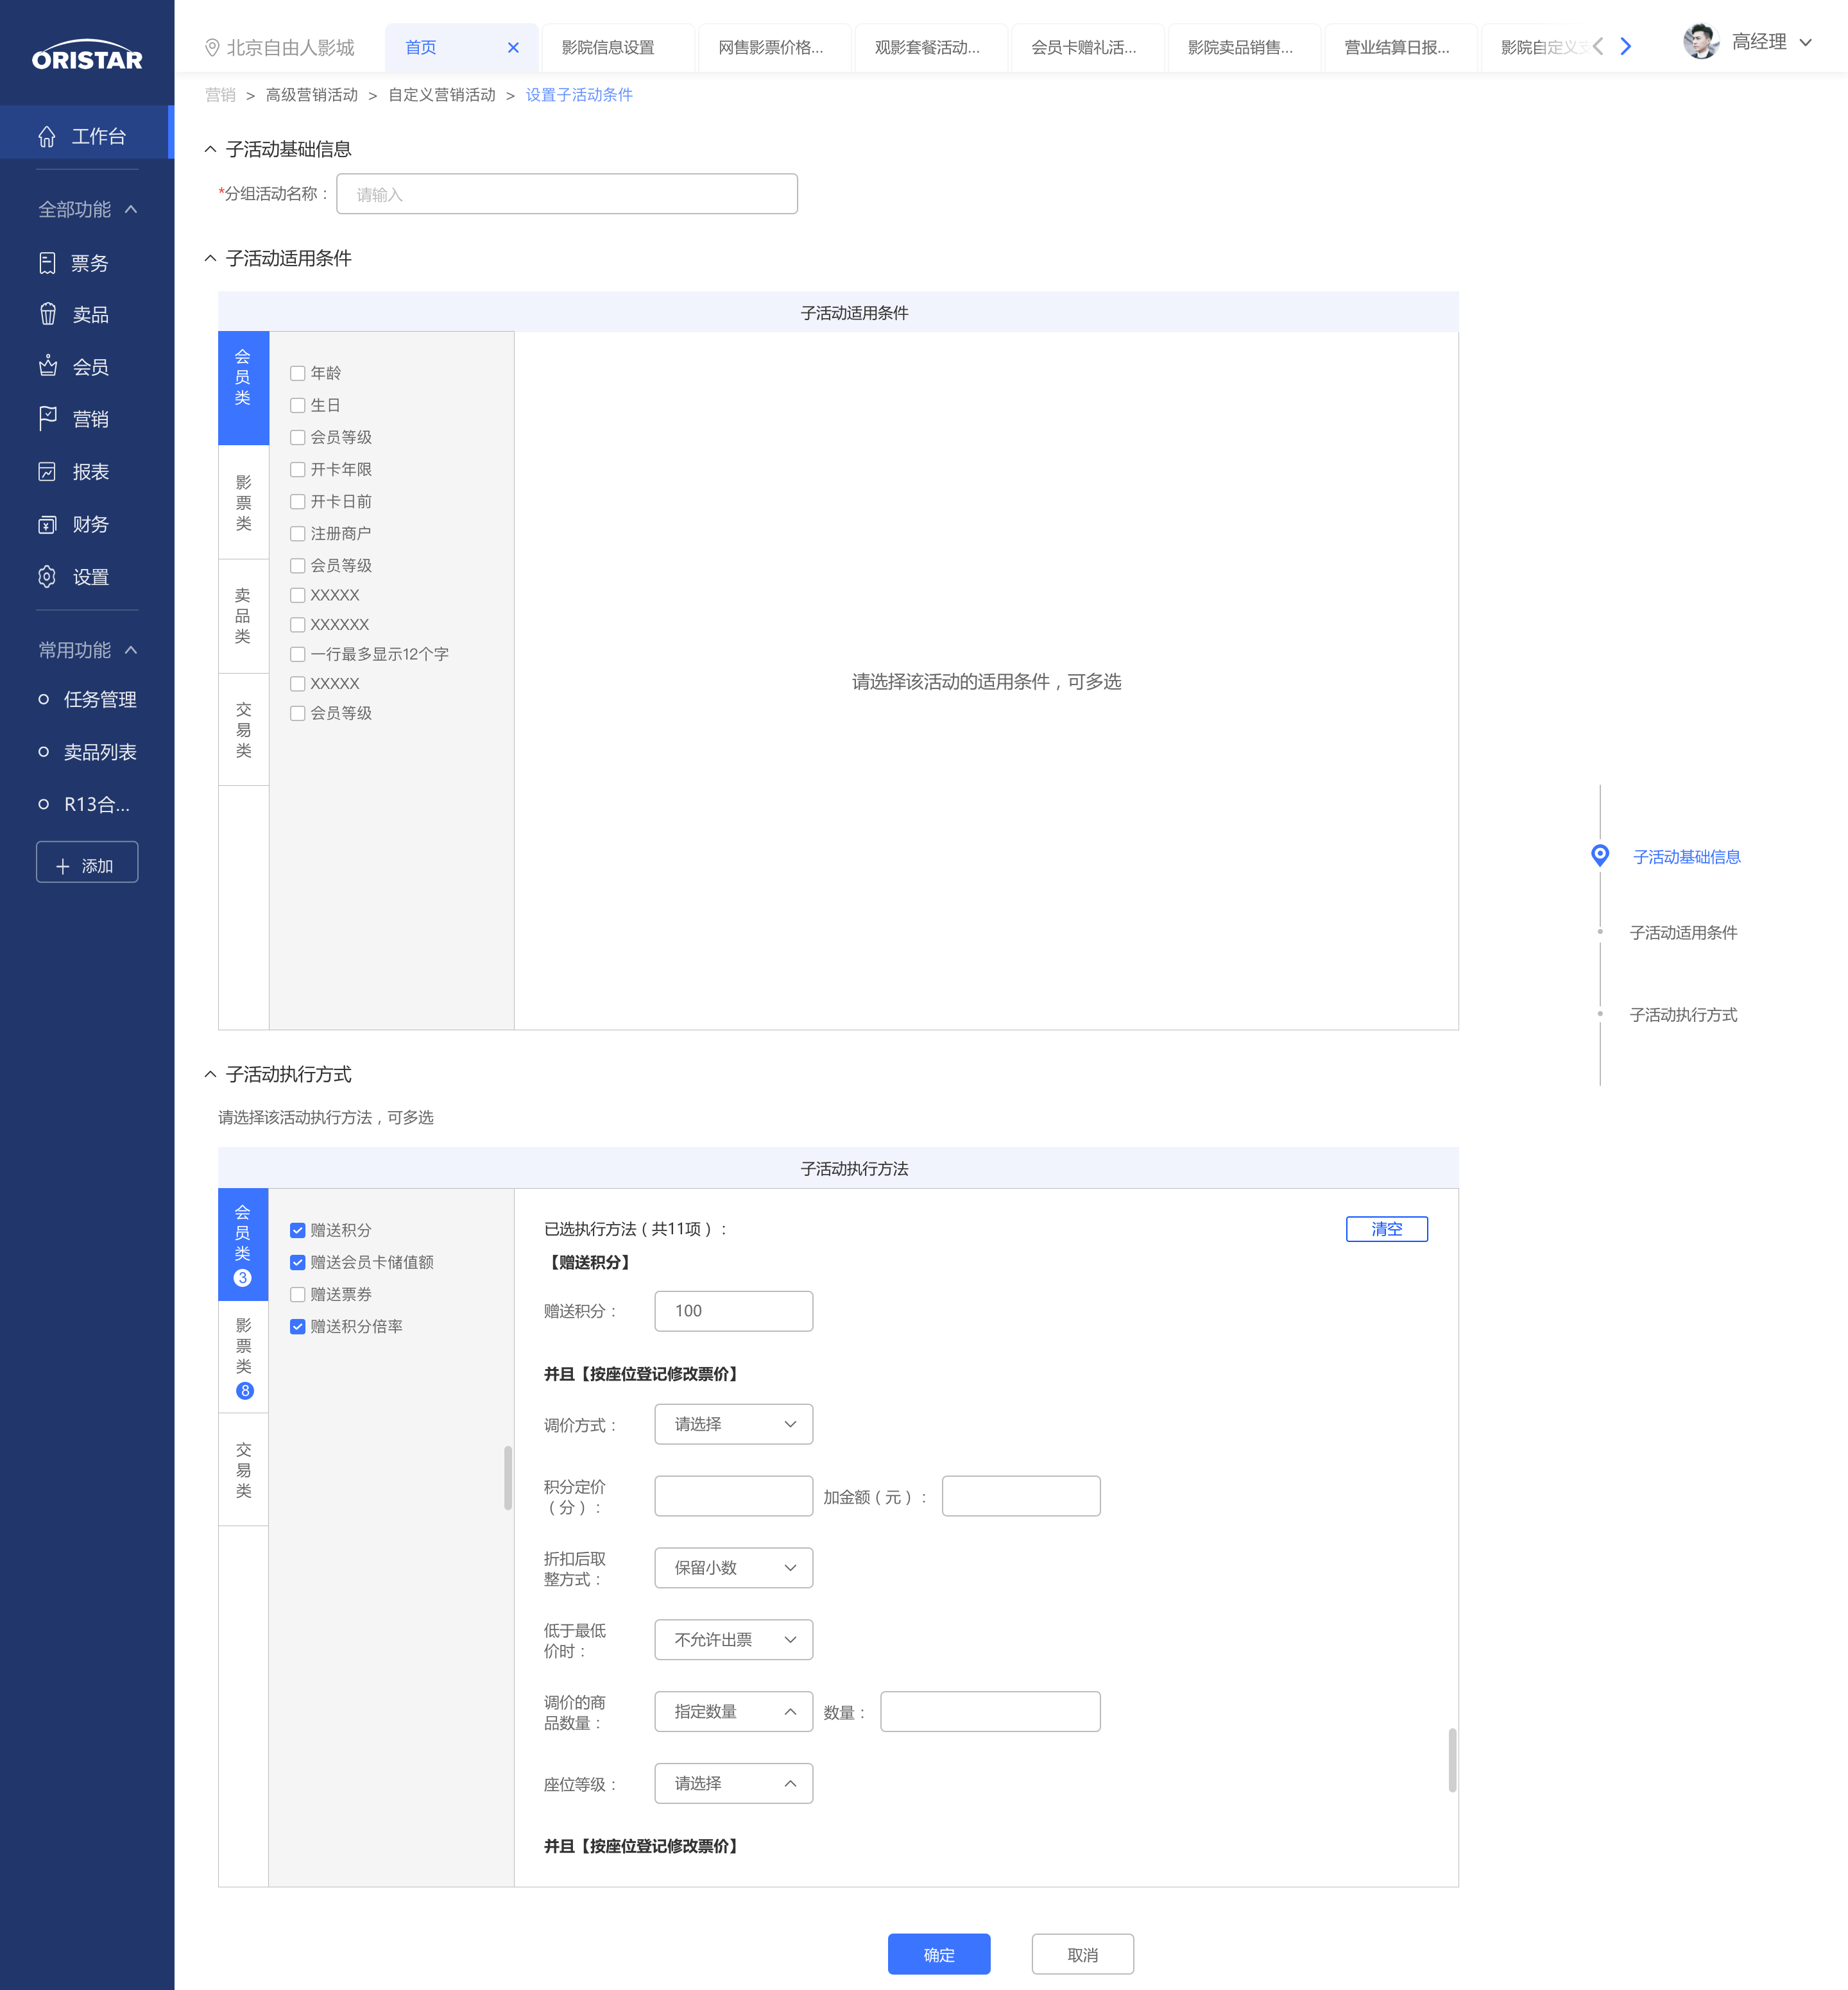 ORISTAR
北京自由人影城
首页
影院信息设置
网售影票价格...
观影套餐活动...
会员卡赠礼活...
影院卖品销售...
营业结算日报...
影院自定义支
高经理
营销 > 高级营销活动 > 自定义营销活动 > 设置子活动条件
工作台
全部功能
票务
卖品
会员
营销
报表
财务
设置
常用功能
任务管理
卖品列表
R13合...
添加
子活动基础信息
*分组活动名称：
请输入
子活动适用条件
子活动适用条件
会员类
影票类
卖品类
交易类
年龄
生日
会员等级
开卡年限
开卡日前
注册商户
会员等级
XXXXX
XXXXXX
一行最多显示12个字
XXXXX
会员等级
请选择该活动的适用条件，可多选
子活动基础信息
子活动适用条件
子活动执行方式
子活动执行方式
请选择该活动执行方法，可多选
子活动执行方法
会员类
3
影票类
8
交易类
赠送积分
赠送会员卡储值额
赠送票券
赠送积分倍率
已选执行方法（共11项）：
清空
【赠送积分】
赠送积分：
100
并且【按座位登记修改票价】
调价方式：
请选择
积分定价
（分）：
加金额（元）：
折扣后取
整方式：
保留小数
低于最低
价时：
不允许出票
调价的商
品数量：
指定数量
数量：
座位等级：
请选择
并且【按座位登记修改票价】
确定
取消